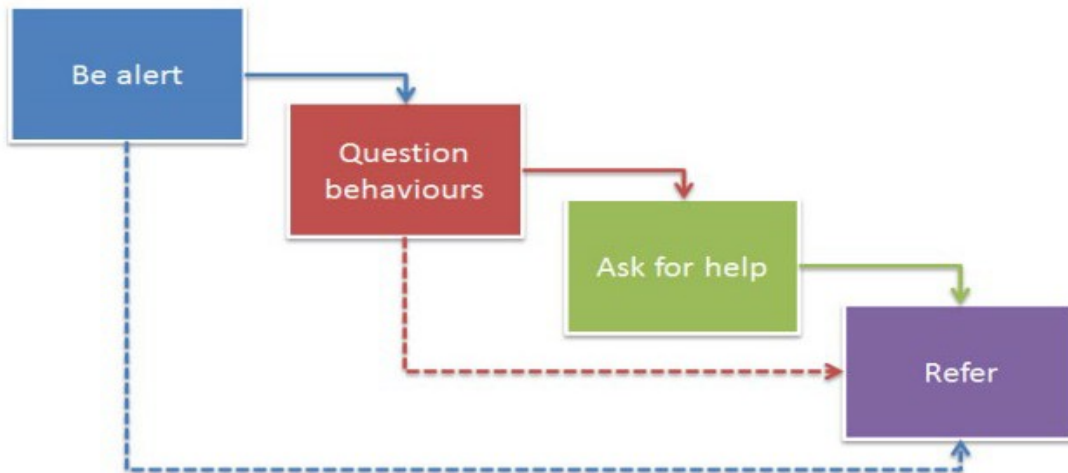 Be alert
Question
behaviours
Ask for help
Refer